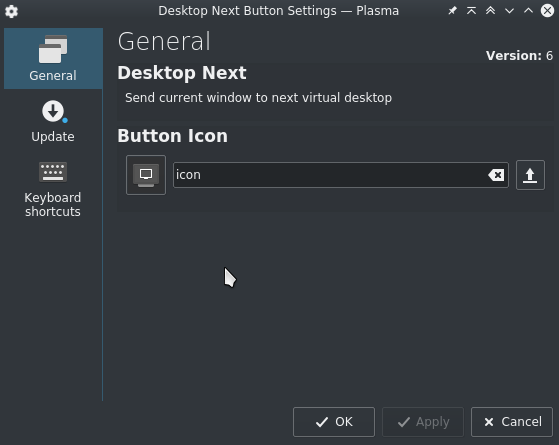 Desktop Next Button Settings — Plasma
General
Update
Keyboard
shortcuts
General
Version: 6
Desktop Next
Send current window to next virtual desktop
Button Icon
icon
OK
Apply
Cancel